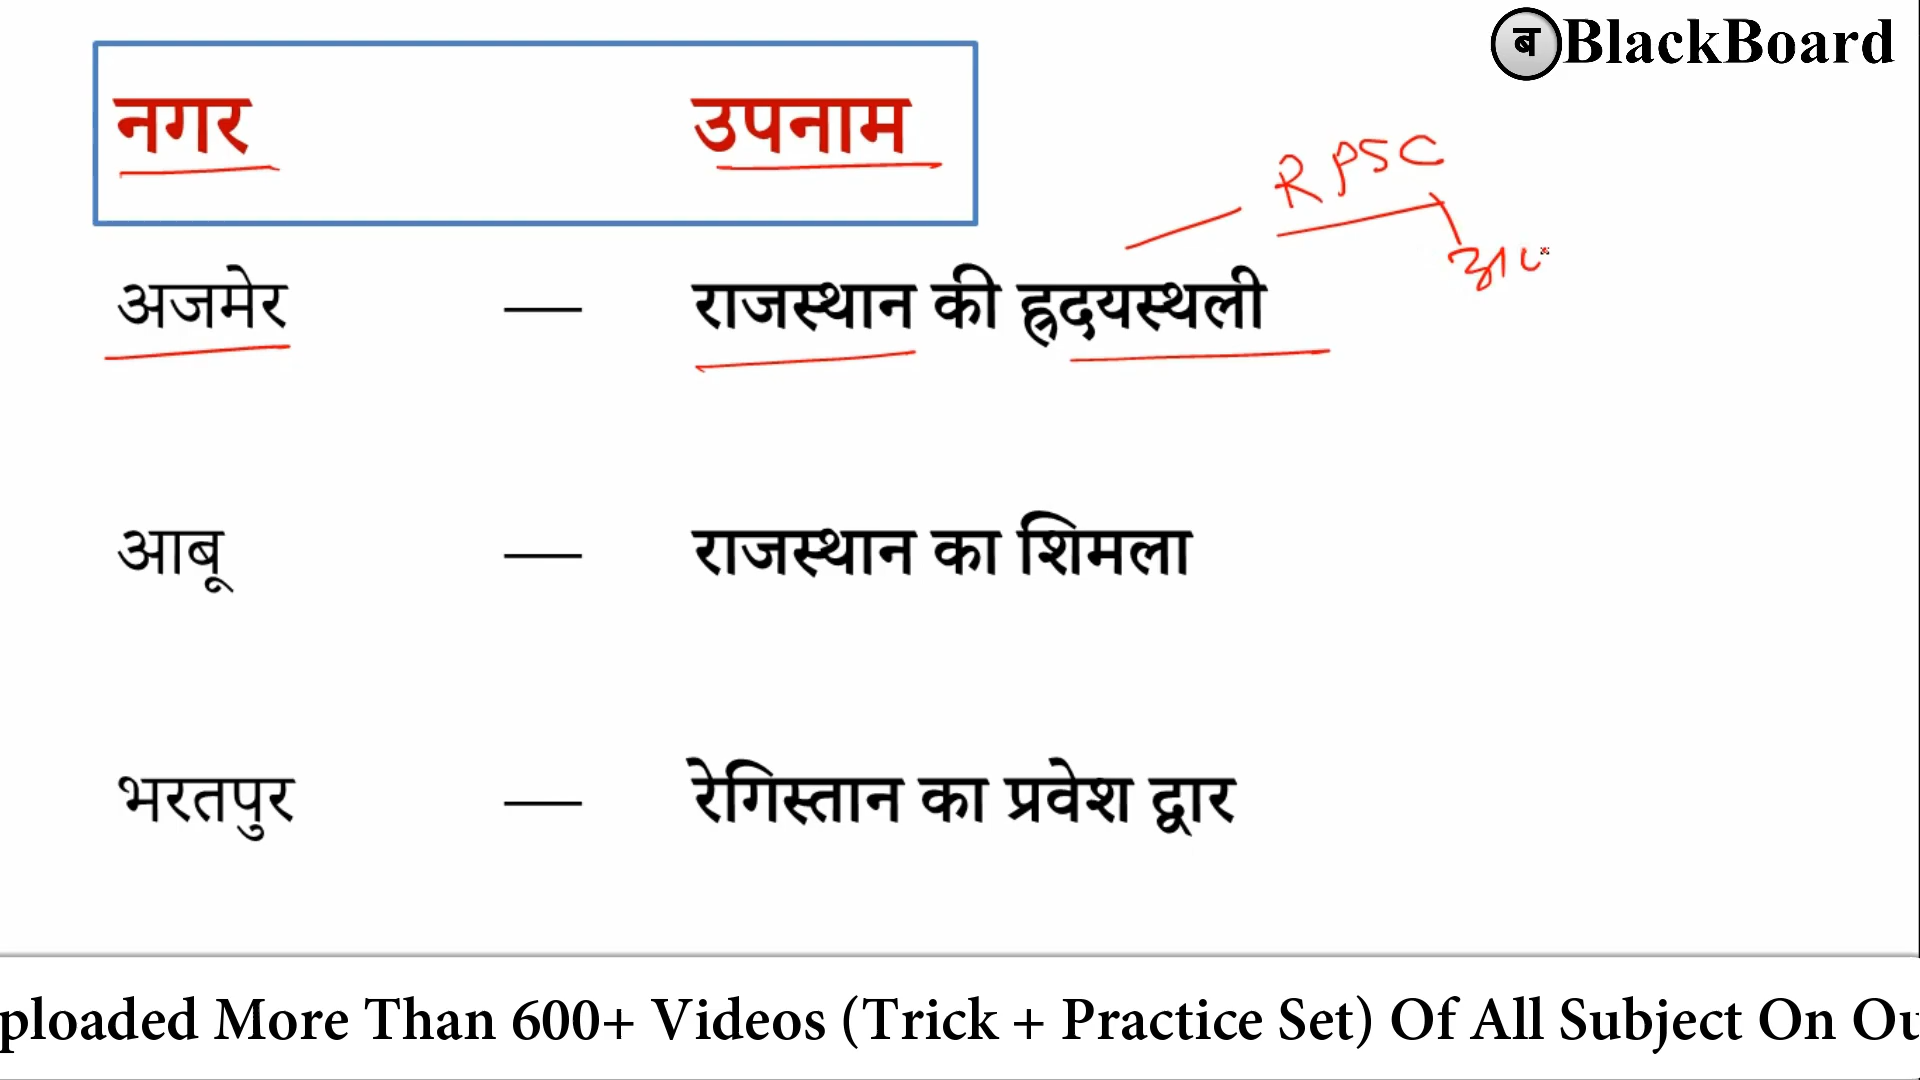 ब BlackBoard
नगर उपनाम
RPSC
अजमेर — राजस्थान की ह्रदयस्थली
आबू — राजस्थान का शिमला
भरतपुर — रेगिस्तान का प्रवेश द्वार
ploaded More Than 600+ Videos (Trick + Practice Set) Of All Subject On Ou